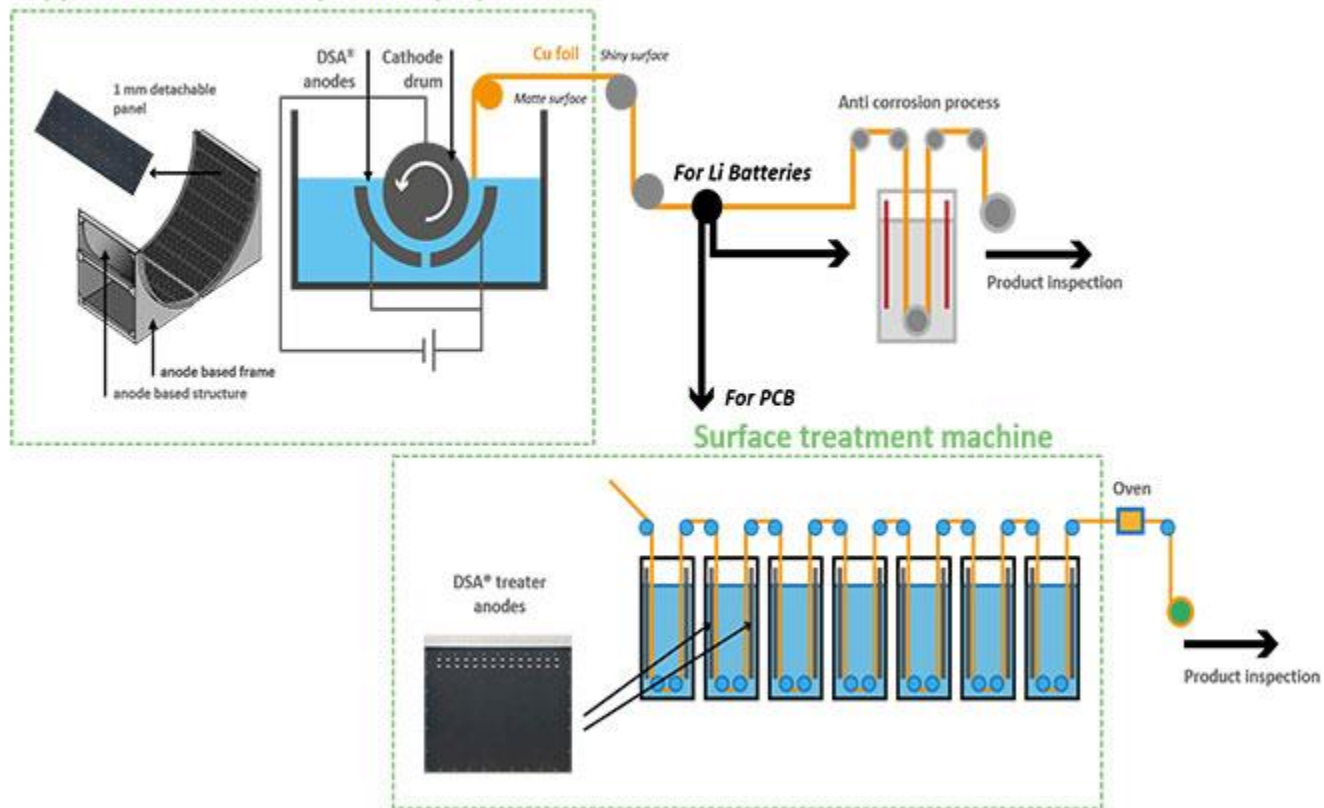 DSA® anodes
Cathode drum
Cu foil
Shiny surface
Matte surface
1 mm detachable
panel
anode based frame
anode based structure
For Li Batteries
Anti corrosion process
Product inspection
For PCB
Surface treatment machine
Oven
DSA® treater
anodes
Product inspection